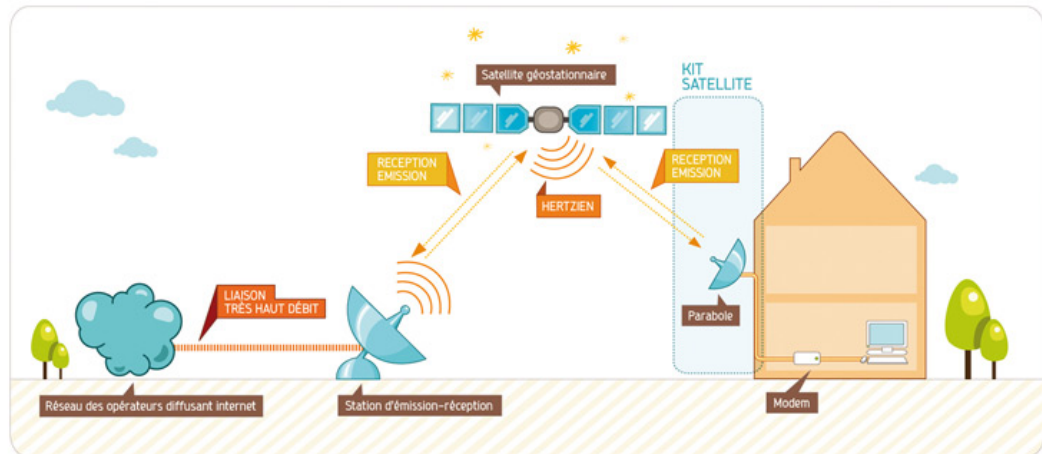 Satellite géostationnaire
KIT
SATELLITE
RECEPTION
EMISSION
RECEPTION
EMISSION
HERTZIEN
LIAISON
TRÈS HAUT DÉBIT
Parabole
Réseau des opérateurs diffusant internet
Station d'émission-réception
Modem